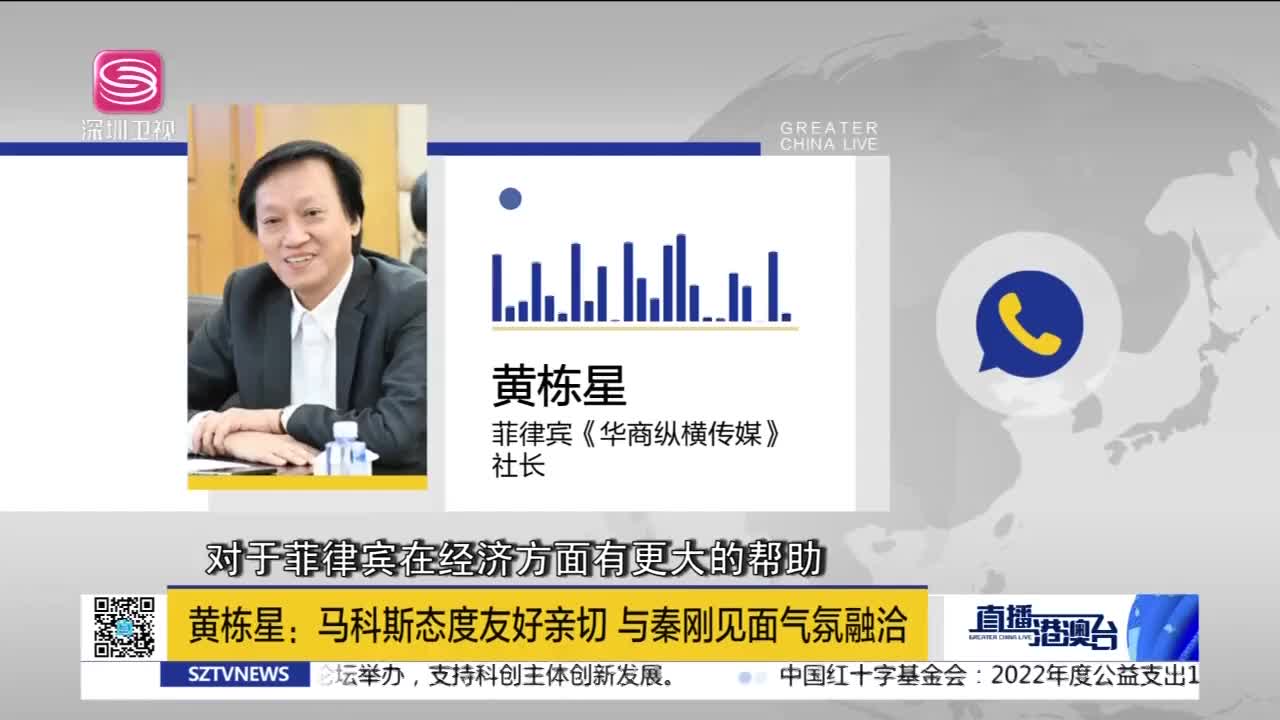 深圳卫视
GREATER
CHINA LIVE
黄栋星
菲律宾《华商纵横传媒》
社长
对于菲律宾在经济方面有更大的帮助
黄栋星：马科斯态度友好亲切 与秦刚见面气氛融洽
直播港澳台
GREATER CHINA LIVE
SZTVNEWS
论坛举办，支持科创主体创新发展。
中国红十字基金会：2022年度公益支出1